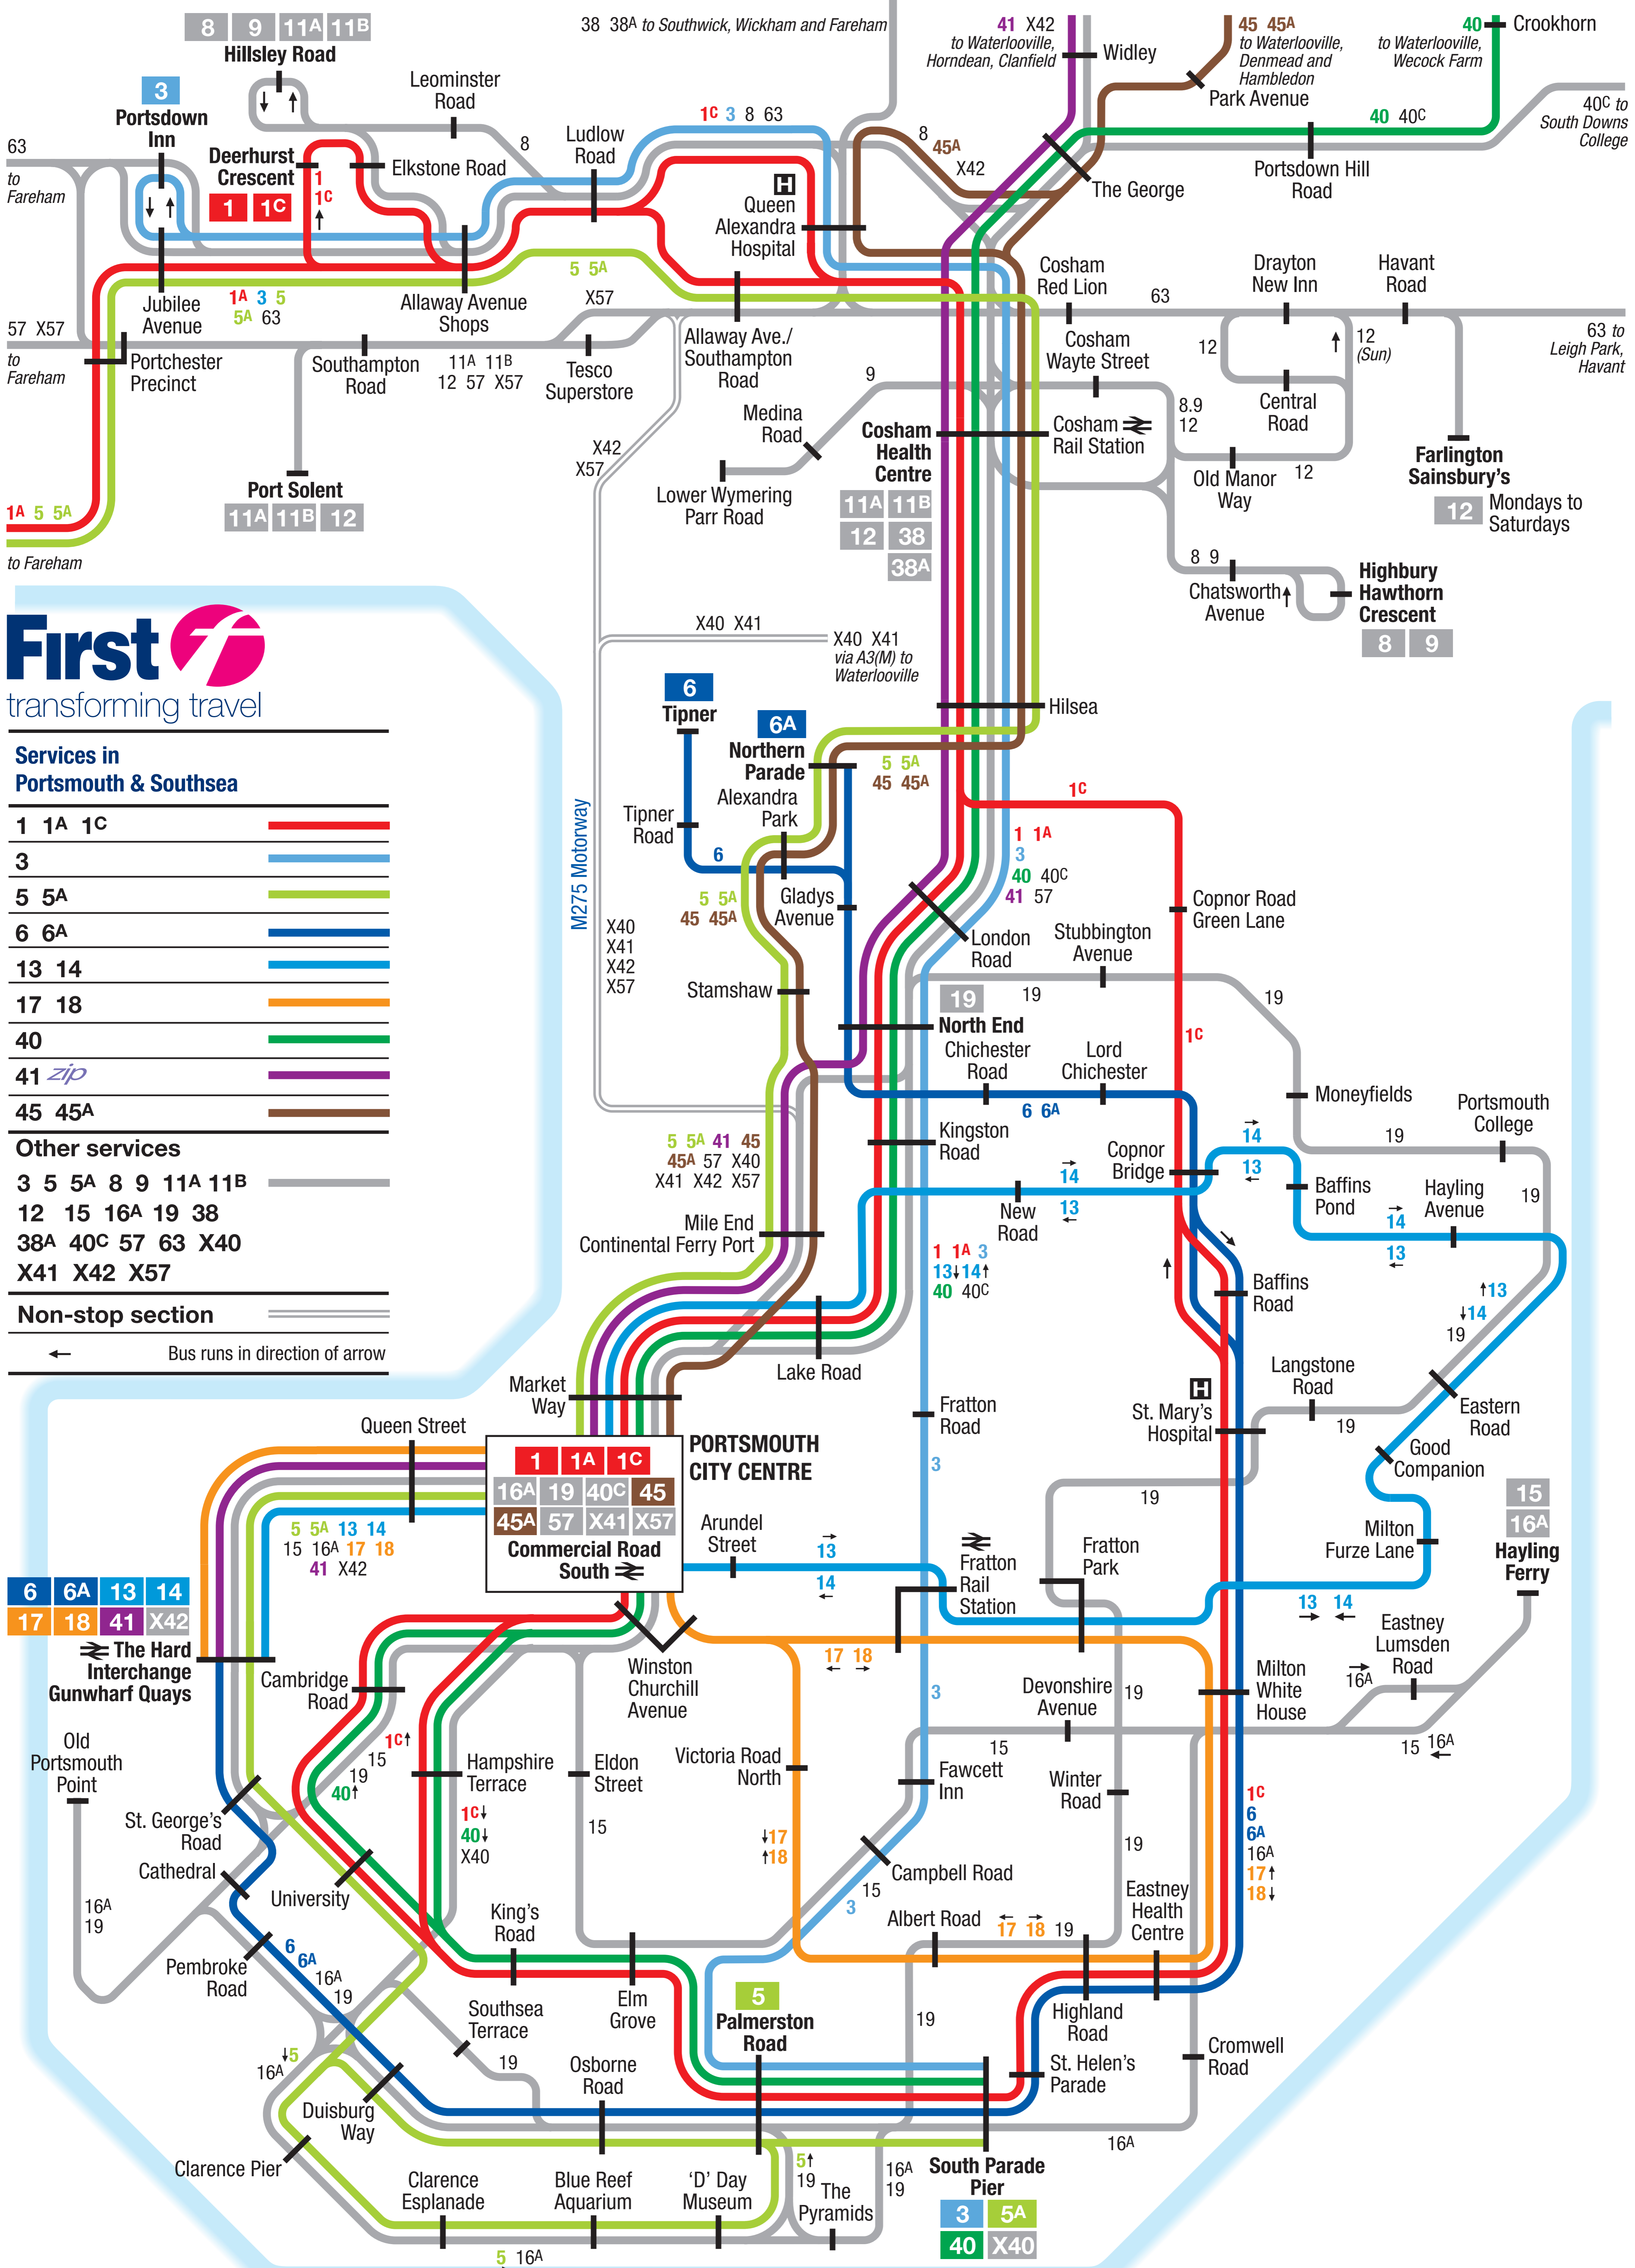 8 9 11A 11B
Hillsley Road
38 38A to Southwick, Wickham and Fareham
41 X42
to Waterlooville,
Horndean, Clanfield
Widley
45 45A
to Waterlooville,
Denmead and
Hambledon
Park Avenue
40
to Waterlooville,
Wecock Farm
Crookhorn
40C to
South Downs
College
40 40C
Portsdown Hill
Road
The George
3
Portsdown
Inn
Leominster
Road
8
Ludlow
Road
1C 3 8 63
8
45A
X42
63
to
Fareham
Deerhurst
Crescent
1 1C
1
1C
Elkstone Road
H
Queen
Alexandra
Hospital
Jubilee
Avenue
1A 3 5
5A 63
Allaway Avenue
Shops
5 5A
X57
Cosham
Red Lion
63
Drayton
New Inn
Havant
Road
63 to
Leigh Park,
Havant
57 X57
to
Fareham
Portchester
Precinct
Southampton
Road
11A 11B
12 57 X57
Tesco
Superstore
Allaway Ave./
Southampton
Road
Cosham
Wayte Street
12
12
(Sun)
Central
Road
9
Medina
Road
Lower Wymering
Parr Road
8.9
12
Old Manor
Way
12
Cosham
Health
Centre
11A 11B
12 38
38A
Cosham
Rail Station
Farlington
Sainsbury's
12 Mondays to
Saturdays
Port Solent
11A 11B 12
X42
X57
1A 5 5A
to Fareham
8 9
Chatsworth
Avenue
Highbury
Hawthorn
Crescent
8 9
First
transforming travel
Services in
Portsmouth & Southsea
1 1A 1C
3
5 5A
6 6A
13 14
17 18
40
41 zip
45 45A
Other services
3 5 5A 8 9 11A 11B
12 15 16A 19 38
38A 40C 57 63 X40
X41 X42 X57
Non-stop section
Bus runs in direction of arrow
X40 X41
X40 X41
via A3(M) to
Waterlooville
6
Tipner
6A
Northern
Parade
Hilsea
5 5A
45 45A
Tipner
Road
Alexandra
Park
6
M275 Motorway
1C
1 1A
3
40 40C
41 57
5 5A
45 45A
Gladys
Avenue
Copnor Road
Green Lane
London
Road
Stubbington
Avenue
X40
X41
X42
X57
Stamshaw
19
North End
19
19
1C
Chichester
Road
Lord
Chichester
6 6A
Moneyfields
Portsmouth
College
19
5 5A 41 45
45A 57 X40
X41 X42 X57
Kingston
Road
Copnor
Bridge
14
13
14
13
New
Road
Baffins
Pond
Hayling
Avenue
19
14
13
Mile End
Continental Ferry Port
1 1A 3
13 14
40 40C
Baffins
Road
13
14
19
Lake Road
Market
Way
Fratton
Road
3
H
St. Mary's
Hospital
Langstone
Road
19
Eastern
Road
Good
Companion
19
Queen Street
PORTSMOUTH
CITY CENTRE
1 1A 1C
16A 19 40C 45
45A 57 X41 X57
Commercial Road
South
5 5A 13 14
15 16A 17 18
41 X42
Arundel
Street
13
14
Fratton
Rail
Station
Fratton
Park
Milton
Furze Lane
15
16A
Hayling
Ferry
13 14
6 6A 13 14
17 18 41 X42
The Hard
Interchange
Gunwharf Quays
Cambridge
Road
Winston
Churchill
Avenue
17 18
3
Devonshire
Avenue
19
Milton
White
House
Eastney
Lumsden
Road
16A
15 16A
Old
Portsmouth
Point
1C
15
19
40
Hampshire
Terrace
1C
40
X40
Eldon
Street
15
Victoria Road
North
17
18
15
Fawcett
Inn
Winter
Road
19
1C
6
6A
16A
17
18
St. George's
Road
Cathedral
University
16A
19
Campbell Road
15
3
Pembroke
Road
6
6A
16A
19
King's
Road
Albert Road
17 18 19
Eastney
Health
Centre
Southsea
Terrace
19
Elm
Grove
5
Palmerston
Road
19
Highland
Road
St. Helen's
Parade
Cromwell
Road
5
16A
Duisburg
Way
Osborne
Road
Clarence Pier
Clarence
Esplanade
Blue Reef
Aquarium
'D' Day
Museum
5
19
The
Pyramids
16A
19
South Parade
Pier
3 5A
40 X40
16A
5 16A